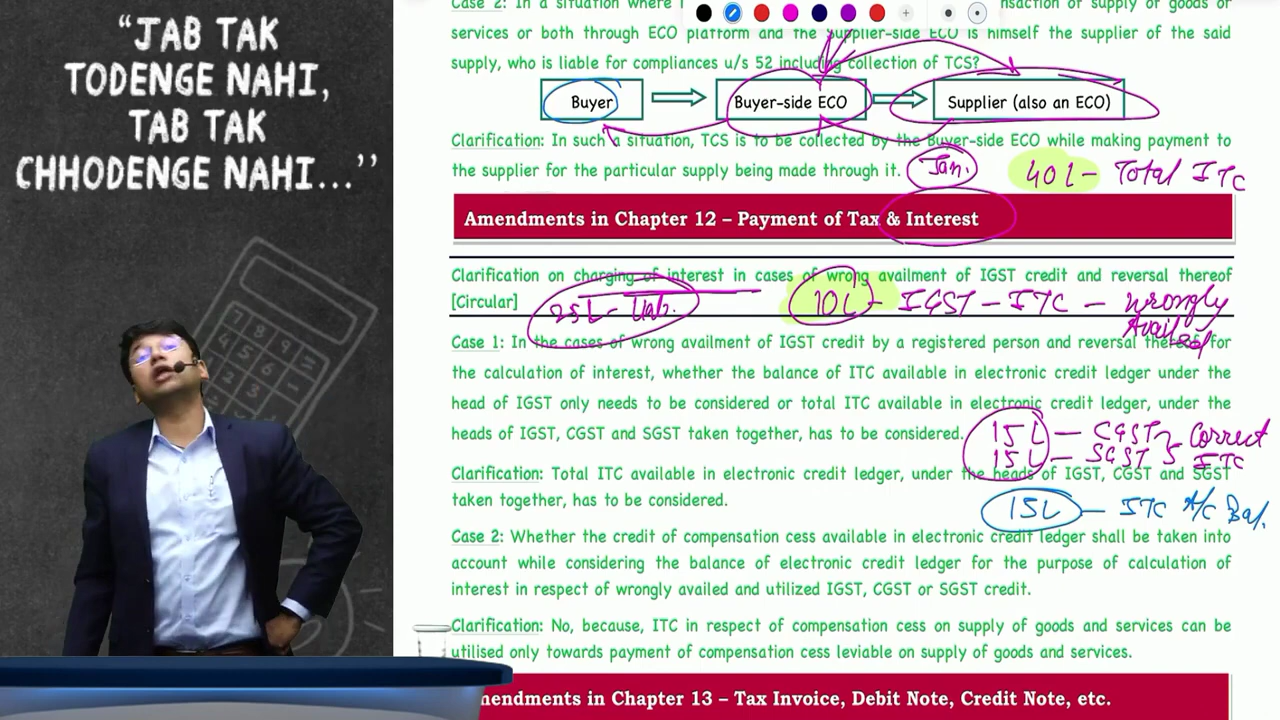 “JAB TAK
TODENGE NAHI,
TAB TAK
CHHODENGE NAHI...’’
Case 2: In a situation where nsaction of supply of goods or
services or both through ECO platform and the Supplier-side ECO is himself the supplier of the said
supply, who is liable for compliances u/s 52 including collection of TCS?
Buyer
Buyer-side ECO
Supplier (also an ECO)
Clarification: In such a situation, TCS is to be collected by the Buyer-side ECO while making payment to
the supplier for the particular supply being made through it.
Jan.
40L- Total ITC
Amendments in Chapter 12 – Payment of Tax & Interest
Clarification on charging of interest in cases of wrong availment of IGST credit and reversal thereof
[Circular]
25L- Liab.
10L- IGST-ITC - Wrongly
Availed
Case 1: In the cases of wrong availment of IGST credit by a registered person and reversal thereof for
the calculation of interest, whether the balance of ITC available in electronic credit ledger under the
head of IGST only needs to be considered or total ITC available in electronic credit ledger, under the
heads of IGST, CGST and SGST taken together, has to be considered.
15L - CGST Correct
15L - SGST ITC
Clarification: Total ITC available in electronic credit ledger, under the heads of IGST, CGST and SGST
taken together, has to be considered.
15L - ITC A/c Bal.
Case 2: Whether the credit of compensation cess available in electronic credit ledger shall be taken into
account while considering the balance of electronic credit ledger for the purpose of calculation of
interest in respect of wrongly availed and utilized IGST, CGST or SGST credit.
Clarification: No, because, ITC in respect of compensation cess on supply of goods and services can be
utilised only towards payment of compensation cess leviable on supply of goods and services.
mendments in Chapter 13 – Tax Invoice, Debit Note, Credit Note, etc.